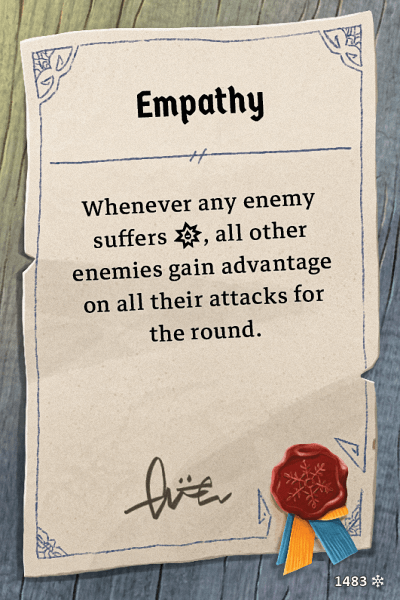 Empathy
Whenever any enemy
suffers , all other
enemies gain advantage
on all their attacks for
the round.
1483